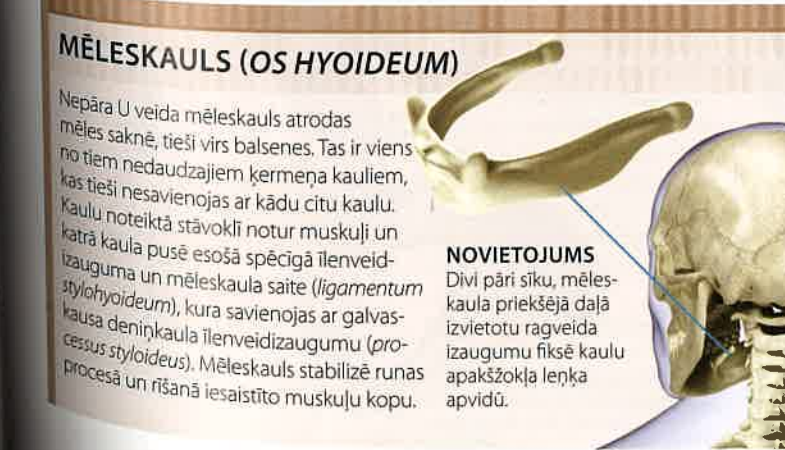 MĒLESKAULS (OS HYOIDEUM)
Nepāra U veida mēleskauls atrodas
mēles saknē, tieši virs balsenes. Tas ir viens
no tiem nedaudzajiem ķermeņa kauliem,
kas tieši nesavienojas ar kādu citu kaulu.
Kaulu noteiktā stāvoklī notur muskuļi un
katrā kaula pusē esošā spēcīgā īlenveid-
izauguma un mēleskaula saite (ligamentum
stylohyoideum), kura savienojas ar galvas-
kausa deniņkaula īlenveidizaugumu (pro-
cessus styloideus). Mēleskauls stabilizē runas
procesā un rīšanā iesaistīto muskuļu kopu.
NOVIETOJUMS
Divi pāri sīku, mēles-
kaula priekšējā daļā
izvietotu ragveida
izaugumu fiksē kaulu
apakšžokļa leņķa
apvidū.